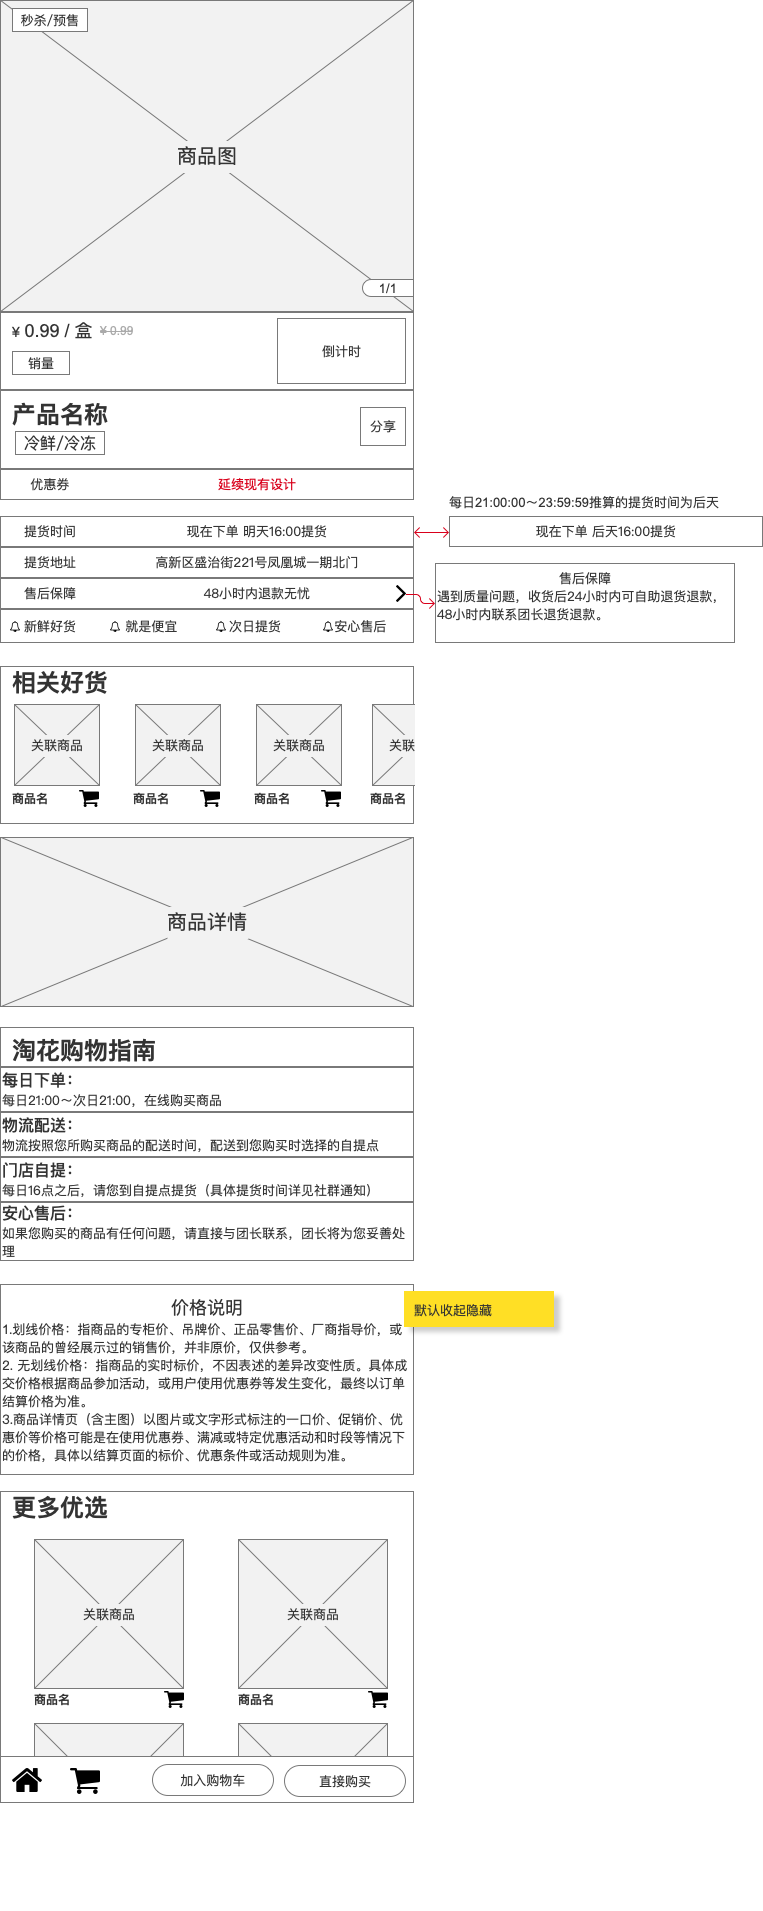 秒杀/预售
商品图
1/1
¥ 0.99 / 盒 ¥ 0.99
销量
倒计时
产品名称
冷鲜/冷冻
分享
优惠券 延续现有设计
每日21:00:00~23:59:59推算的提货时间为后天
提货时间 现在下单 明天16:00提货
现在下单 后天16:00提货
提货地址 高新区盛治街221号凤凰城一期北门
售后保障 48小时内退款无忧
售后保障
遇到质量问题，收货后24小时内可自助退货退款，
48小时内联系团长退货退款。
新鲜好货 就是便宜 次日提货 安心售后
相关好货
关联商品 关联商品 关联商品 关联
商品名 商品名 商品名 商品名
商品详情
淘花购物指南
每日下单：
每日21:00~次日21:00，在线购买商品
物流配送：
物流按照您所购买商品的配送时间，配送到您购买时选择的自提点
门店自提：
每日16点之后，请您到自提点提货（具体提货时间详见社群通知）
安心售后：
如果您购买的商品有任何问题，请直接与团长联系，团长将为您妥善处
理
价格说明
默认收起隐藏
1.划线价格：指商品的专柜价、吊牌价、正品零售价、厂商指导价，或
该商品的曾经展示过的销售价，并非原价，仅供参考。
2. 无划线价格：指商品的实时标价，不因表述的差异改变性质。具体成
交价格根据商品参加活动，或用户使用优惠券等发生变化，最终以订单
结算价格为准。
3.商品详情页（含主图）以图片或文字形式标注的一口价、促销价、优
惠价等价格可能是在使用优惠券、满减或特定优惠活动和时段等情况下
的价格，具体以结算页面的标价、优惠条件或活动规则为准。
更多优选
关联商品 关联商品
商品名 商品名
加入购物车 直接购买